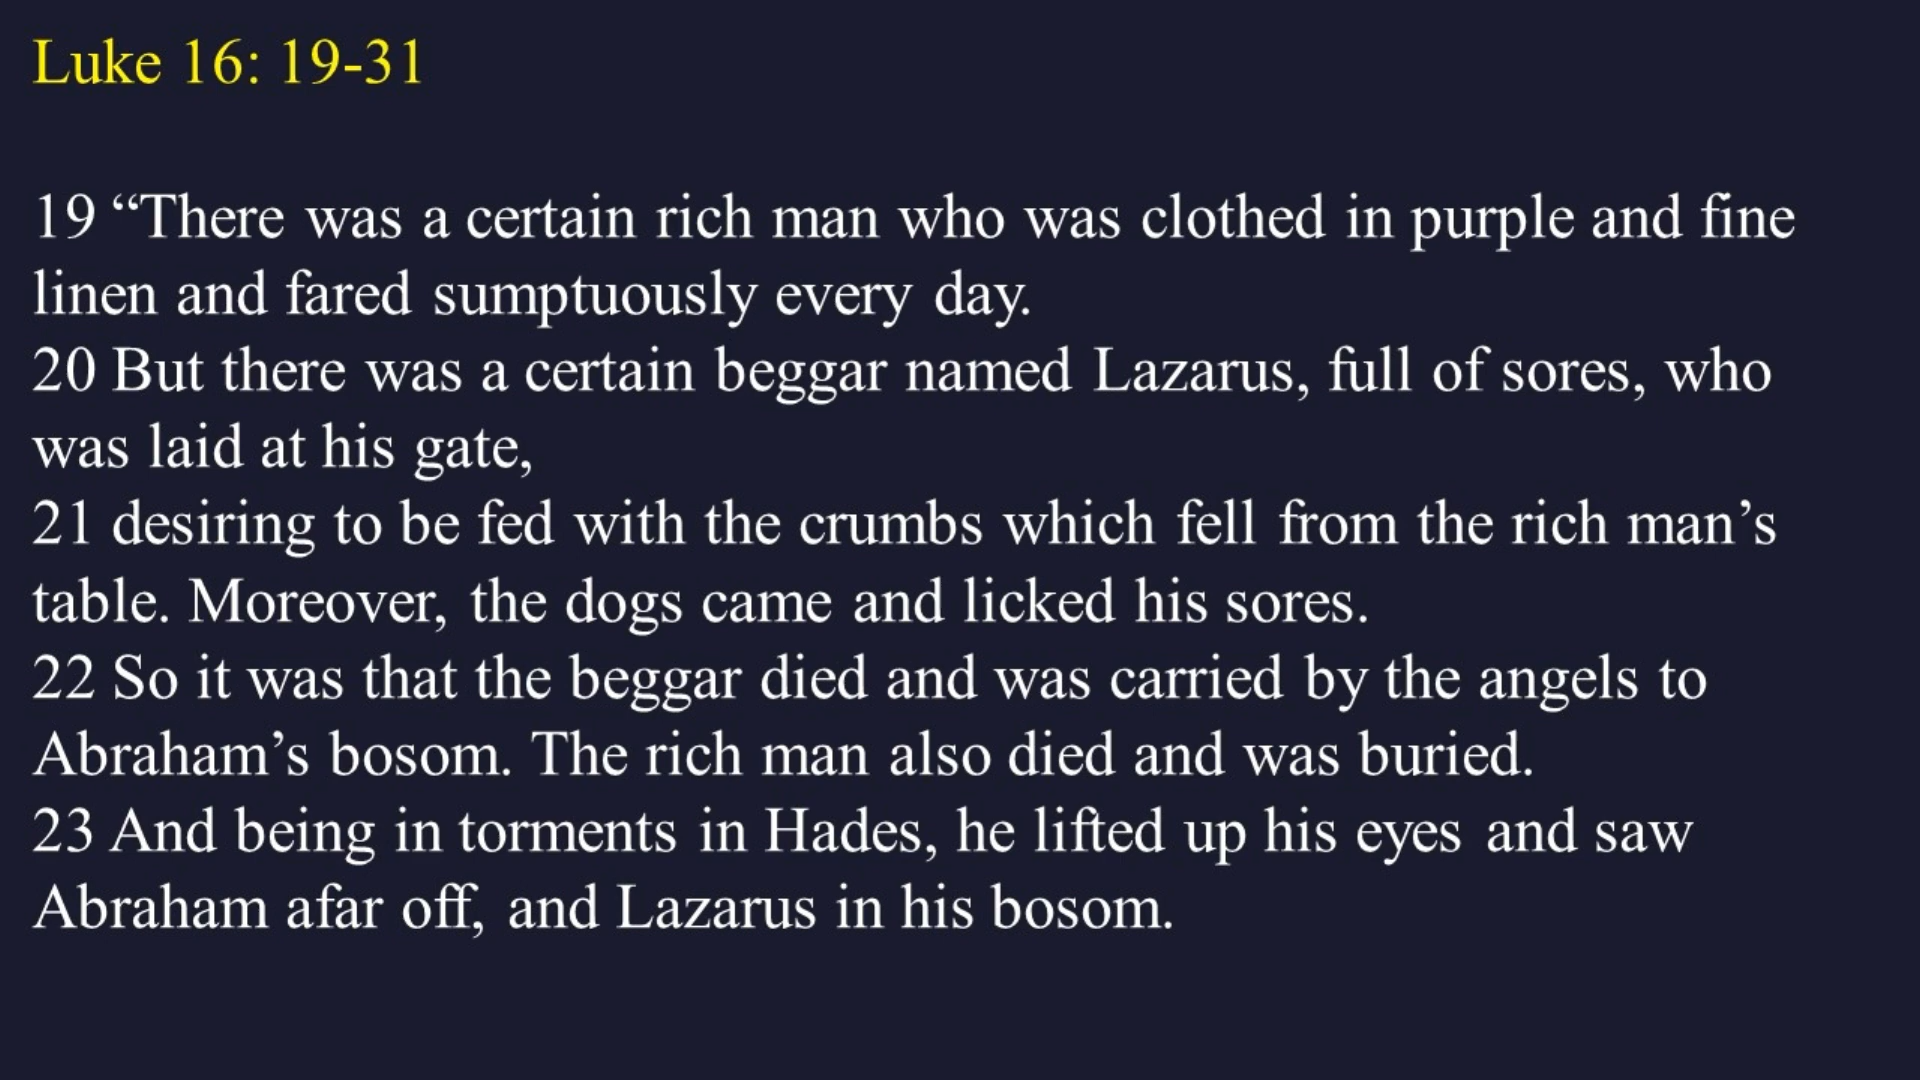 Luke 16: 19-31
19 “There was a certain rich man who was clothed in purple and fine
linen and fared sumptuously every day.
20 But there was a certain beggar named Lazarus, full of sores, who
was laid at his gate,
21 desiring to be fed with the crumbs which fell from the rich man’s
table. Moreover, the dogs came and licked his sores.
22 So it was that the beggar died and was carried by the angels to
Abraham’s bosom. The rich man also died and was buried.
23 And being in torments in Hades, he lifted up his eyes and saw
Abraham afar off, and Lazarus in his bosom.